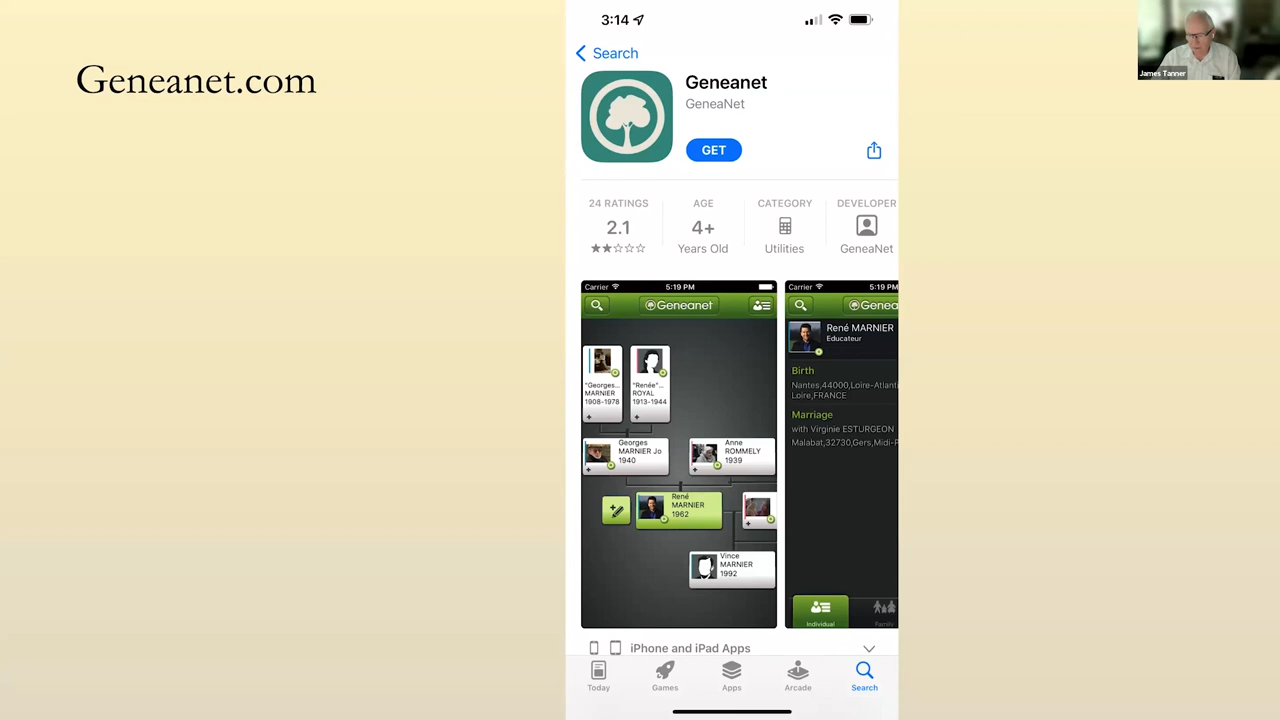 Geneanet.com
James Tanner
3:14
Search
Geneanet
GeneaNet
GET
24 RATINGS
2.1
AGE
4+
Years Old
CATEGORY
Utilities
DEVELOPER
GeneaNet
Carrier
5:19 PM
Geneanet
"Georges...
MARNIER
1908-1978
"Renée"...
ROYAL
1913-1944
Georges
MARNIER Jo
1940
Anne
ROMMELY
1939
René
MARNIER
1962
Vince
MARNIER
1992
Carrier
5:19 PM
Genea
René MARNIER
Educateur
Birth
Nantes,44000,Loire-Atlanti
Loire,FRANCE
Marriage
with Virginie ESTURGEON
Malabat,32730,Gers,Midi-P
Individual
Family
iPhone and iPad Apps
Today
Games
Apps
Arcade
Search